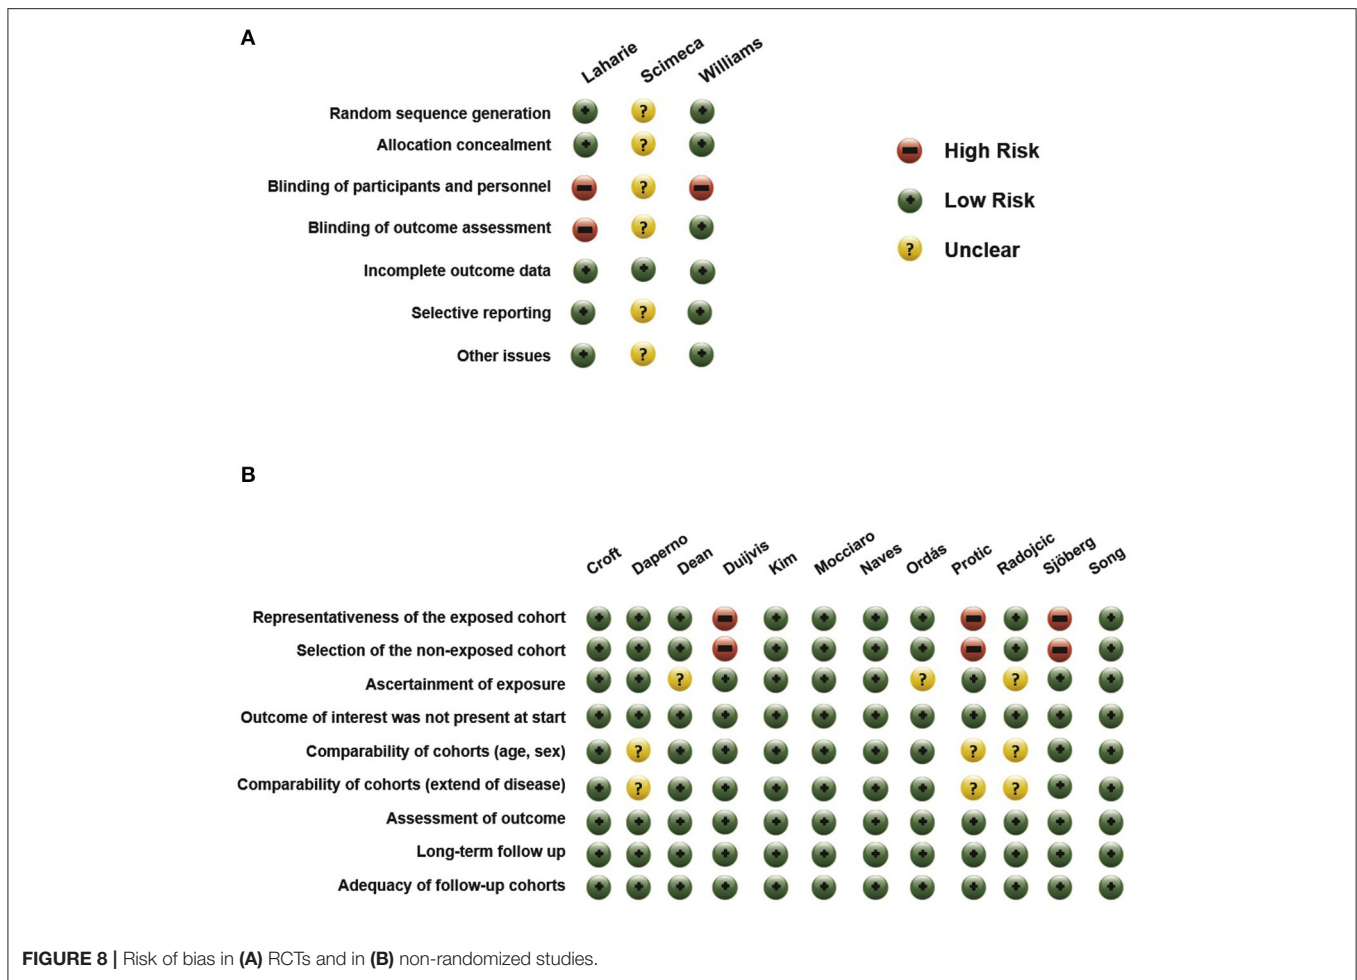 A
Laharie Scimeca Williams
Random sequence generation + ? +
Allocation concealment + ? +
Blinding of participants and personnel - ? -
Blinding of outcome assessment - ? +
Incomplete outcome data + + +
Selective reporting + ? +
Other issues + ? +
- High Risk
+ Low Risk
? Unclear
B
Croft Daperno Dean Duijvis Kim Mocciaro Naves Ordás Protic Radojcic Sjöberg Song
Representativeness of the exposed cohort + + + - + + + + - + - +
Selection of the non-exposed cohort + + + - + + + + - + - +
Ascertainment of exposure + + ? + + + + ? + ? + +
Outcome of interest was not present at start + + + + + + + + + + + +
Comparability of cohorts (age, sex) + ? + + + + + + ? ? + +
Comparability of cohorts (extend of disease) + ? + + + + + + ? ? + +
Assessment of outcome + + + + + + + + + + + +
Long-term follow up + + + + + + + + + + + +
Adequacy of follow-up cohorts + + + + + + + + + + + +
FIGURE 8 | Risk of bias in (A) RCTs and in (B) non-randomized studies.